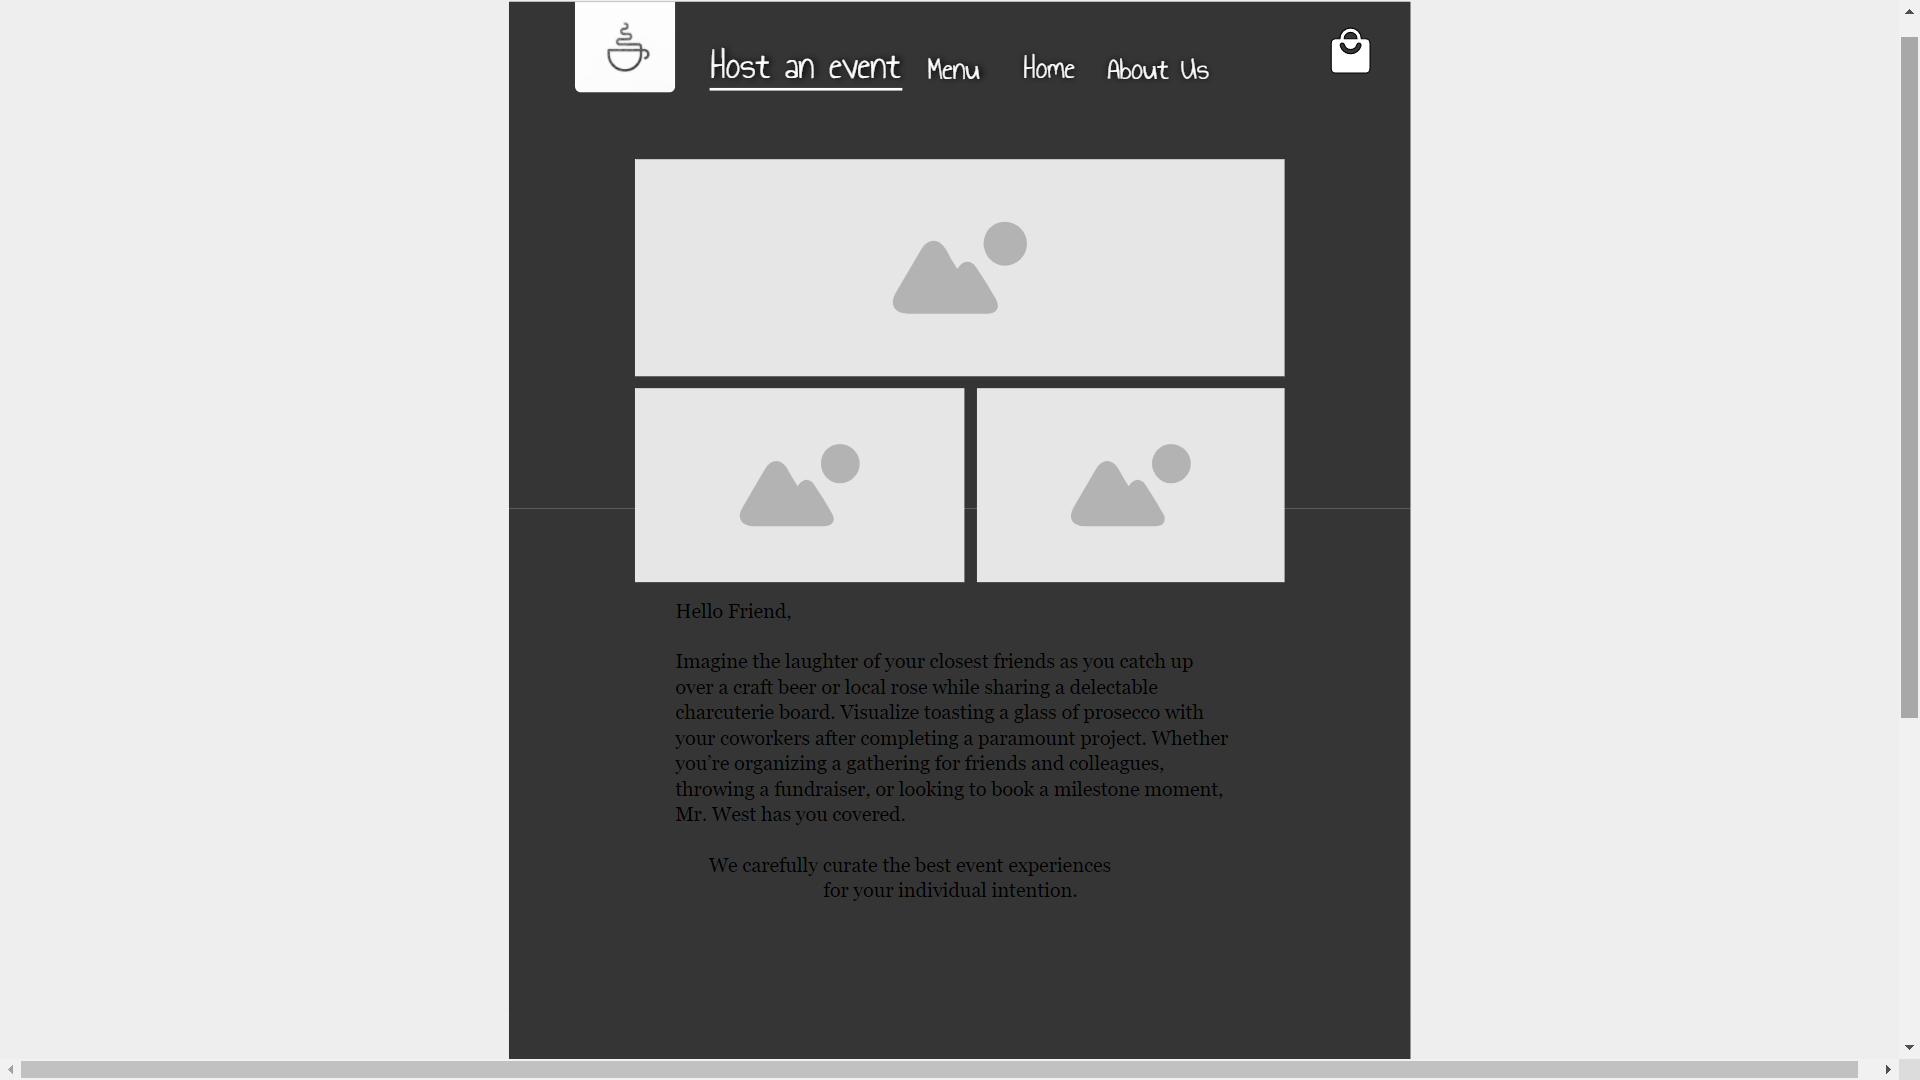 Host an event Menu Home About Us
Hello Friend,
Imagine the laughter of your closest friends as you catch up
over a craft beer or local rose while sharing a delectable
charcuterie board. Visualize toasting a glass of prosecco with
your coworkers after completing a paramount project. Whether
you’re organizing a gathering for friends and colleagues,
throwing a fundraiser, or looking to book a milestone moment,
Mr. West has you covered.
We carefully curate the best event experiences
for your individual intention.